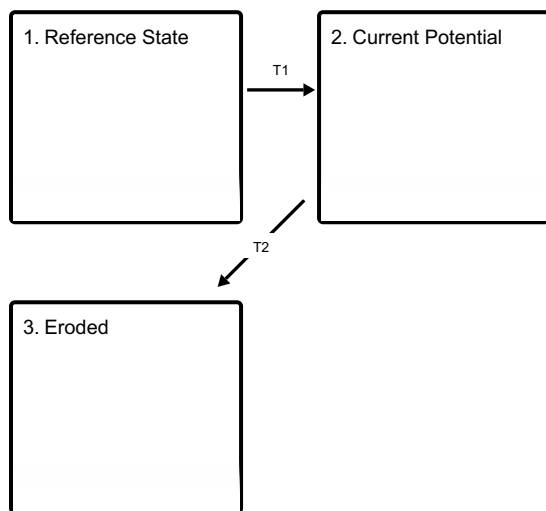 1. Reference State
2. Current Potential
T1
T2
3. Eroded